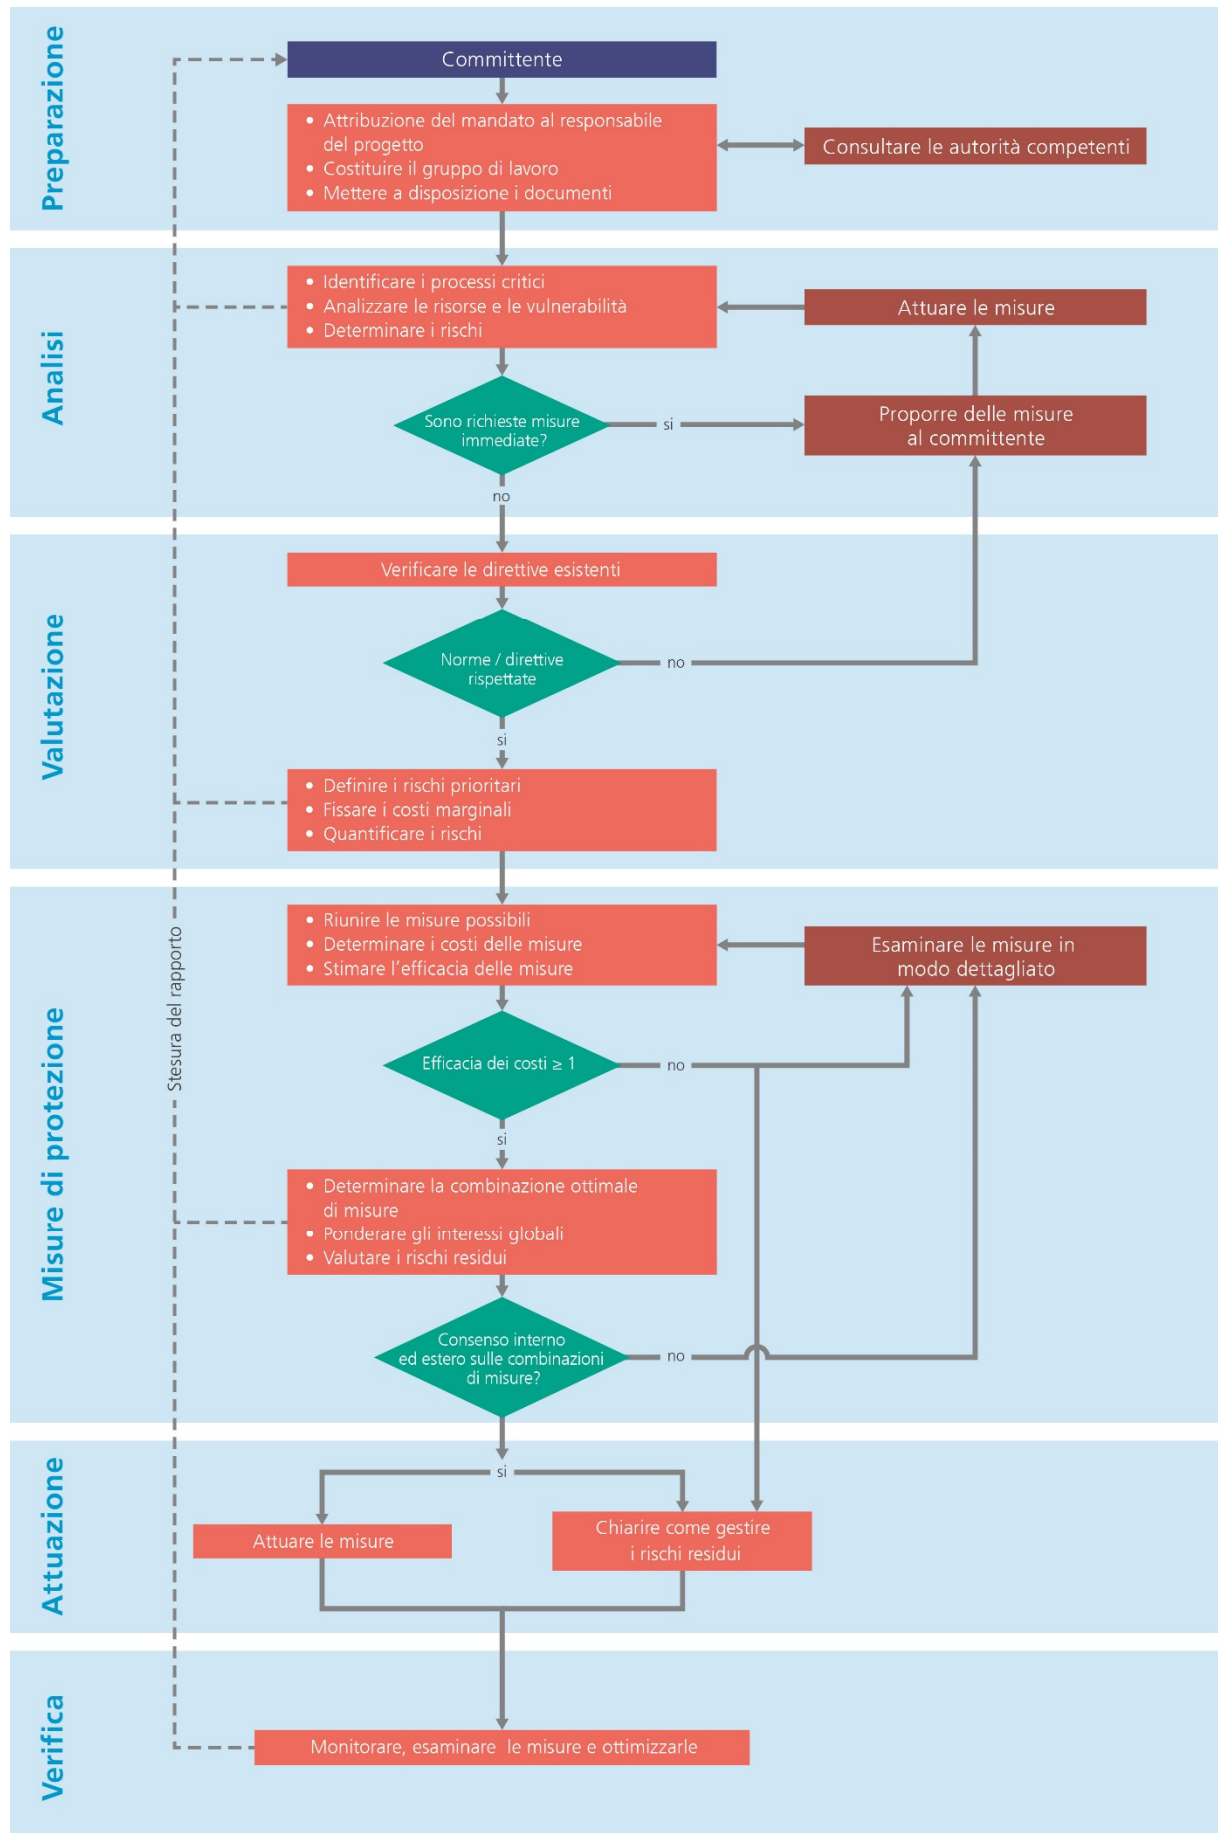 Preparazione
Committente
• Attribuzione del mandato al responsabile
del progetto
• Costituire il gruppo di lavoro
• Mettere a disposizione i documenti
Consultare le autorità competenti
Analisi
• Identificare i processi critici
• Analizzare le risorse e le vulnerabilità
• Determinare i rischi
Attuare le misure
Sono richieste misure
immediate?
si
Proporre delle misure
al committente
no
Valutazione
Verificare le direttive esistenti
Norme / direttive
rispettate
no
si
• Definire i rischi prioritari
• Fissare i costi marginali
• Quantificare i rischi
Stesura del rapporto
Misure di protezione
• Riunire le misure possibili
• Determinare i costi delle misure
• Stimare l'efficacia delle misure
Esaminare le misure in
modo dettagliato
Efficacia dei costi ≥ 1
no
si
• Determinare la combinazione ottimale
di misure
• Ponderare gli interessi globali
• Valutare i rischi residui
Consenso interno
ed estero sulle combinazioni
di misure?
no
Attuazione
si
Attuare le misure
Chiarire come gestire
i rischi residui
Verifica
Monitorare, esaminare le misure e ottimizzarle